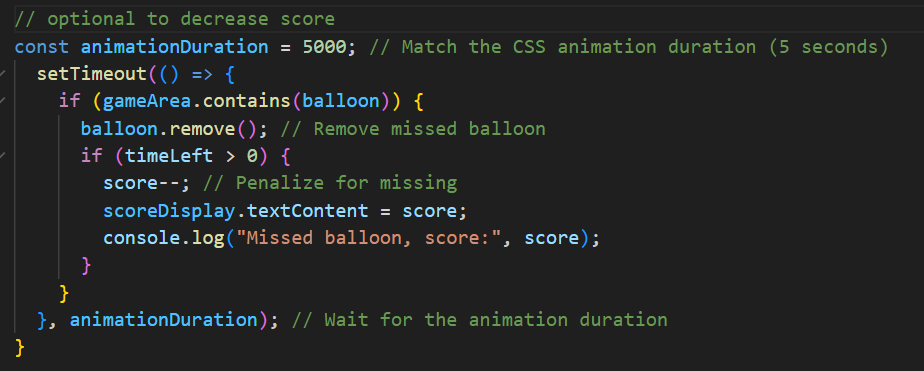 // optional to decrease score
const animationDuration = 5000; // Match the CSS animation duration (5 seconds)
setTimeout(() => {
if (gameArea.contains(balloon)) {
balloon.remove(); // Remove missed balloon
if (timeLeft > 0) {
score--; // Penalize for missing
scoreDisplay.textContent = score;
console.log("Missed balloon, score:", score);
}
}
}, animationDuration); // Wait for the animation duration
}